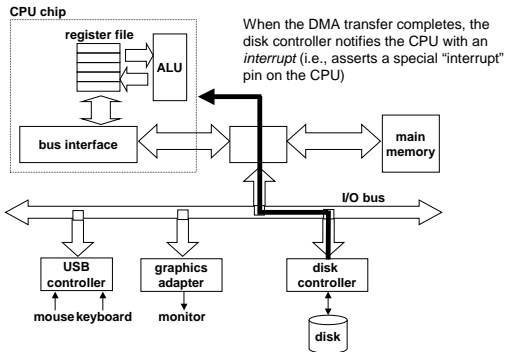 CPU chip
register file
ALU
bus interface
When the DMA transfer completes, the
disk controller notifies the CPU with an
interrupt (i.e., asserts a special “interrupt”
pin on the CPU)
main
memory
I/O bus
USB
controller
graphics
adapter
disk
controller
mouse keyboard
monitor
disk